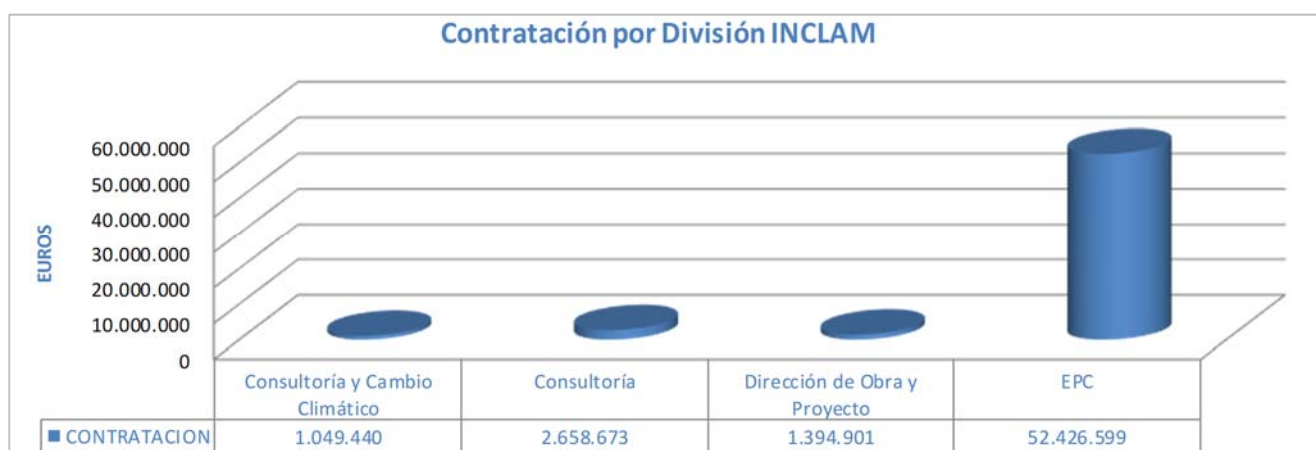 Contratación por División INCLAM
60.000.000
50.000.000
40.000.000
30.000.000
20.000.000
10.000.000
0
EUROS
Consultoría y Cambio
Climático
Consultoría
Dirección de Obra y
Proyecto
EPC
CONTRATACION 1.049.440 2.658.673 1.394.901 52.426.599